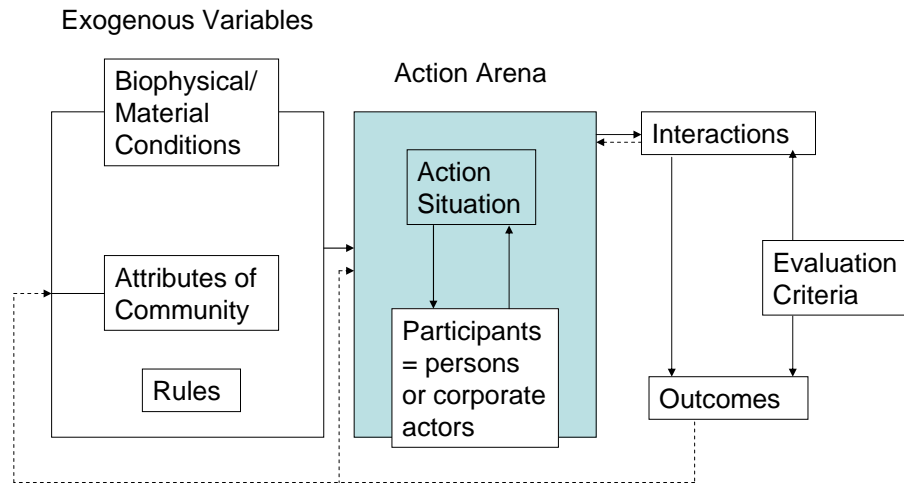 Exogenous Variables
Biophysical/
Material
Conditions
Attributes of
Community
Rules
Action Arena
Action
Situation
Participants
= persons
or corporate
actors
Interactions
Evaluation
Criteria
Outcomes